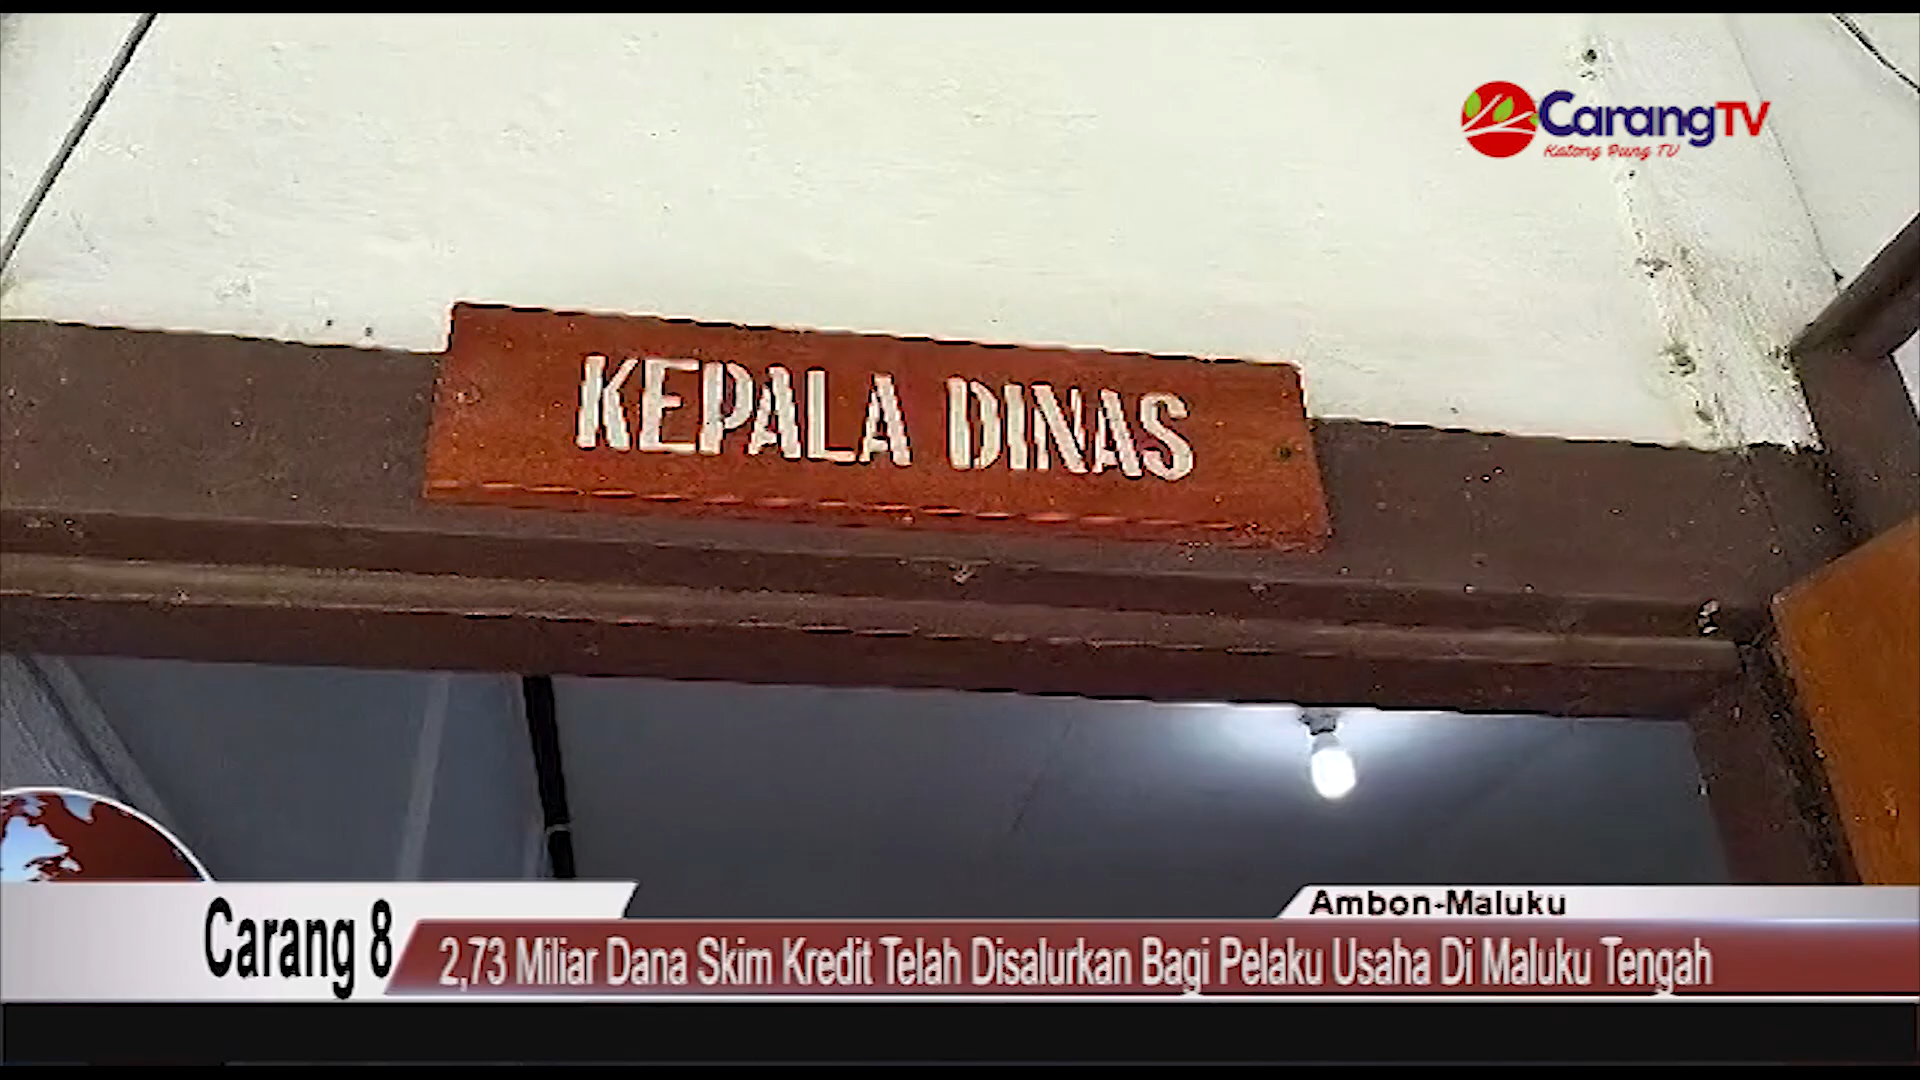 CarangTV
Katong Pung TV
KEPALA DINAS
Ambon-Maluku
Carang 8
2,73 Miliar Dana Skim Kredit Telah Disalurkan Bagi Pelaku Usaha Di Maluku Tengah